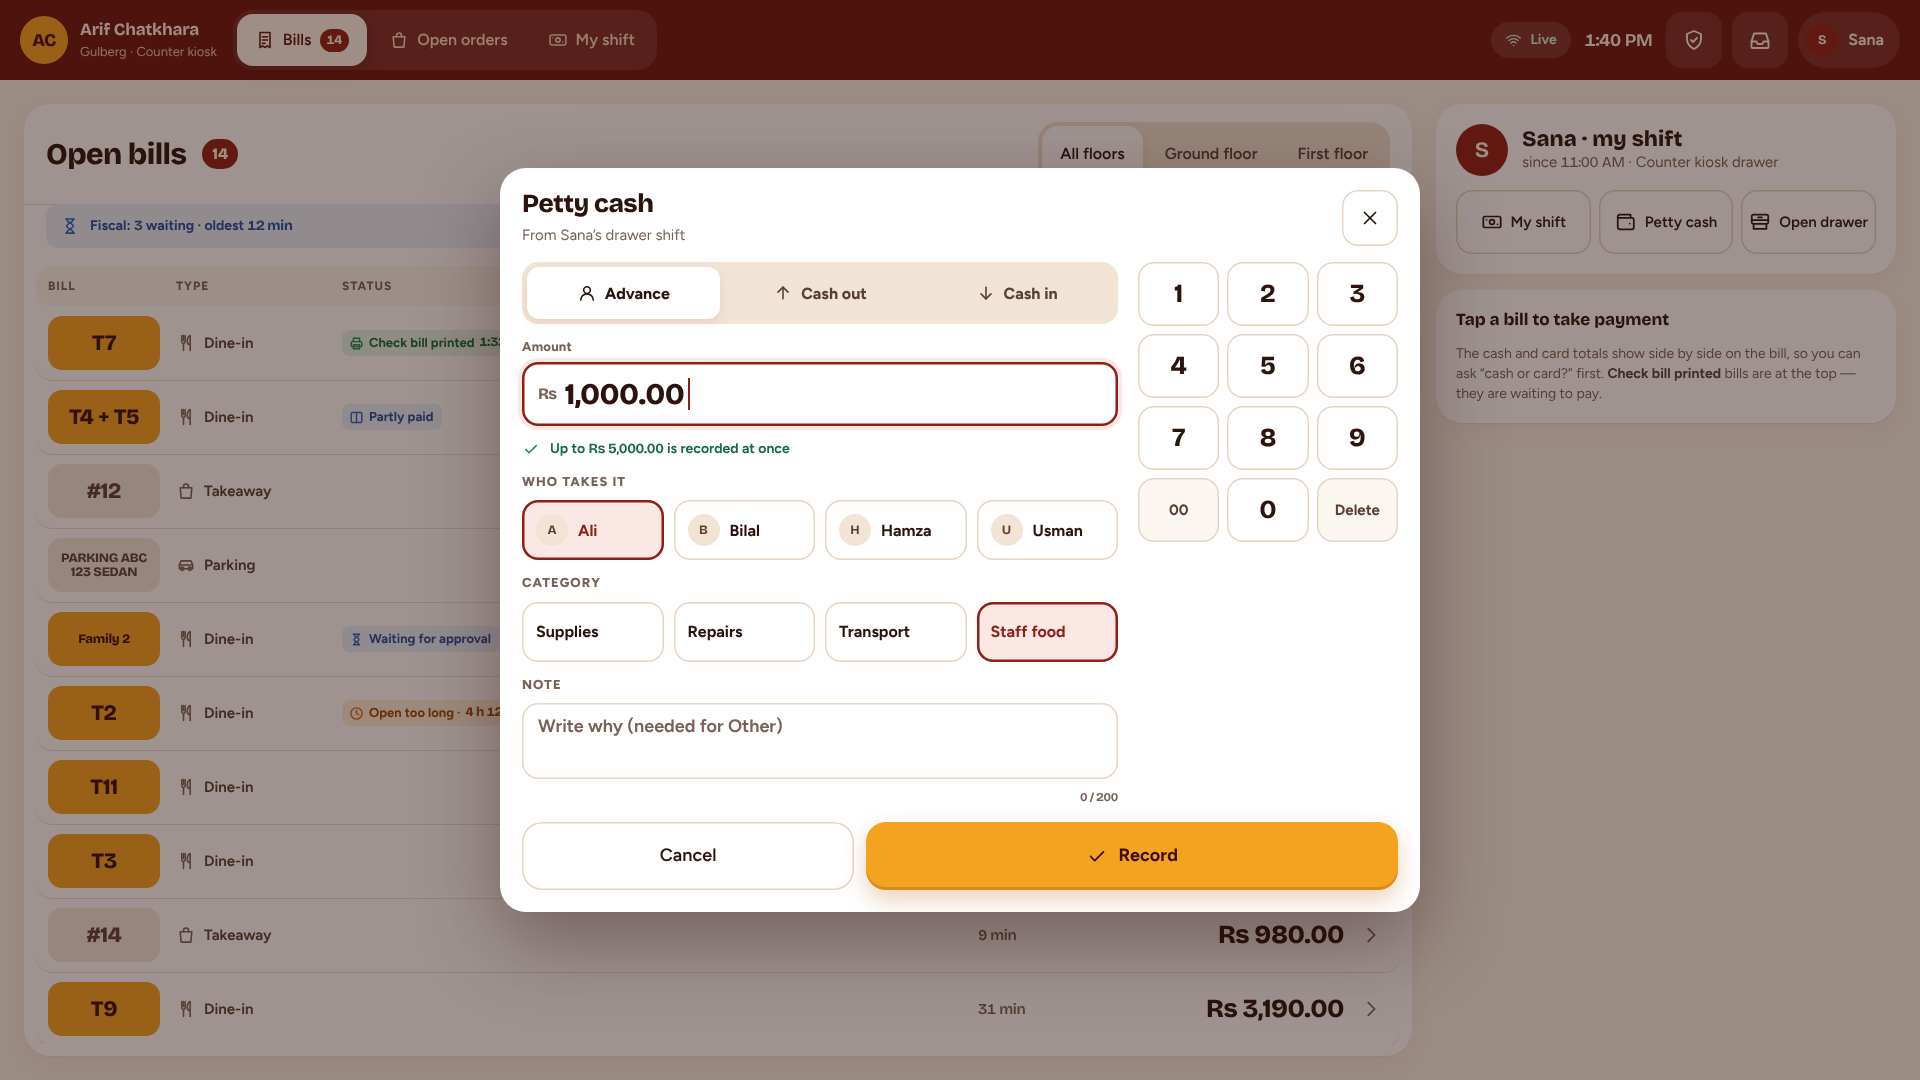 AC
Arif Chatkhara
Gulberg · Counter kiosk
Bills 14
Open orders
My shift
Live
1:40 PM
S Sana
Open bills 14
All floors
Ground floor
First floor
Fiscal: 3 waiting · oldest 12 min
BILL TYPE STATUS
T7 Dine-in Check bill printed
T4 + T5 Dine-in Partly paid
#12 Takeaway
PARKING ABC
123 SEDAN
Parking
Family 2 Dine-in Waiting for approval
T2 Dine-in Open too long · 4 h
T11 Dine-in
T3 Dine-in
#14 Takeaway 9 min Rs 980.00
T9 Dine-in 31 min Rs 3,190.00
Petty cash
From Sana's drawer shift
Advance
Cash out
Cash in
Amount
Rs 1,000.00
Up to Rs 5,000.00 is recorded at once
WHO TAKES IT
A Ali
B Bilal
H Hamza
U Usman
CATEGORY
Supplies
Repairs
Transport
Staff food
NOTE
Write why (needed for Other)
0 / 200
1 2 3
4 5 6
7 8 9
00 0 Delete
Cancel
Record
S
Sana · my shift
since 11:00 AM · Counter kiosk drawer
My shift
Petty cash
Open drawer
Tap a bill to take payment
The cash and card totals show side by side on the bill, so you can
ask “cash or card?” first. Check bill printed bills are at the top —
they are waiting to pay.